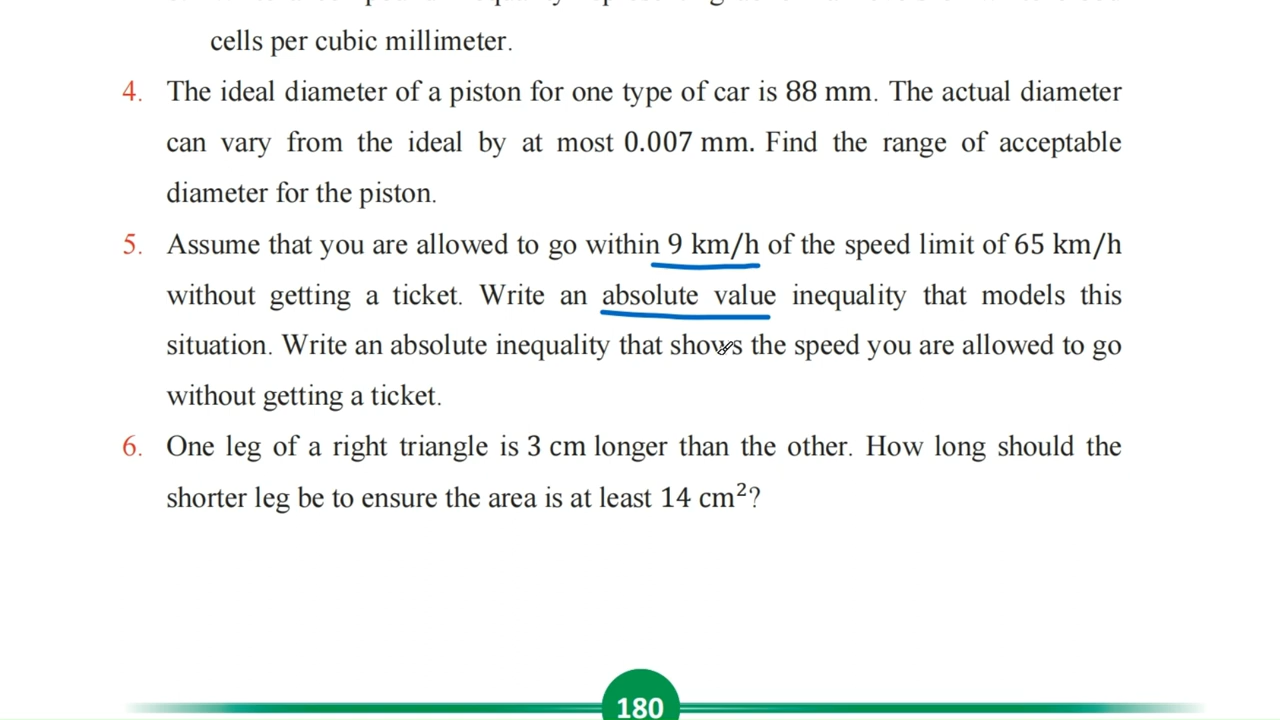 cells per cubic millimeter.
4. The ideal diameter of a piston for one type of car is 88 mm. The actual diameter
can vary from the ideal by at most 0.007 mm. Find the range of acceptable
diameter for the piston.
5. Assume that you are allowed to go within 9 km/h of the speed limit of 65 km/h
without getting a ticket. Write an absolute value inequality that models this
situation. Write an absolute inequality that shows the speed you are allowed to go
without getting a ticket.
6. One leg of a right triangle is 3 cm longer than the other. How long should the
shorter leg be to ensure the area is at least 14 cm²?
180